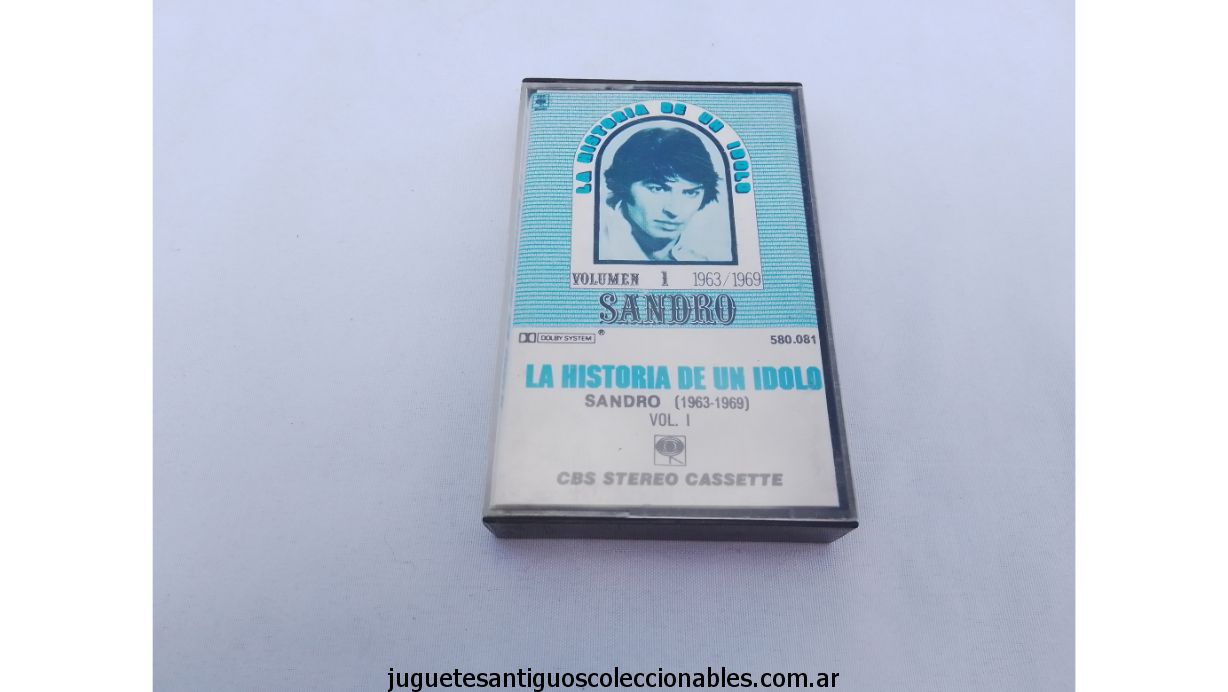 LA HISTORIA DE UN IDOLO
VOLUMEN 1 1963/1969
SANDRO
DOLBY SYSTEM ®
580.081
LA HISTORIA DE UN IDOLO
SANDRO (1963-1969)
VOL. I
CBS STEREO CASSETTE
juguetesantiguoscoleccionables.com.ar